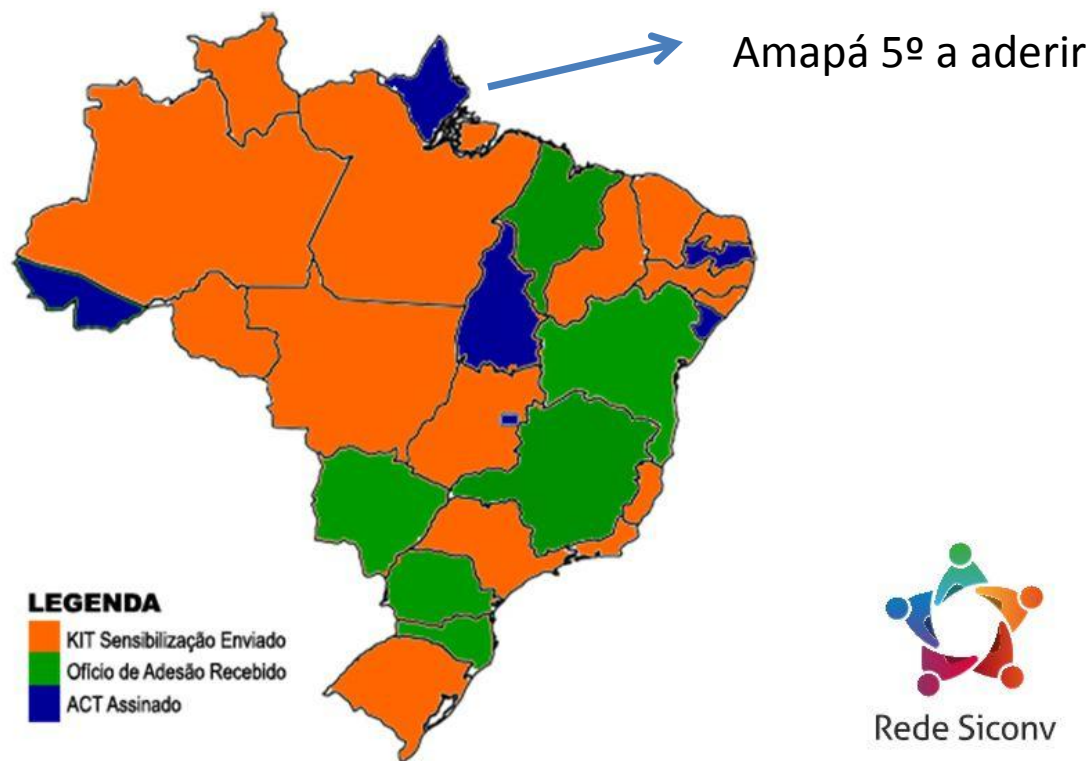 Amapá 5º a aderir
LEGENDA
KIT Sensibilização Enviado
Ofício de Adesão Recebido
ACT Assinado
Rede Siconv